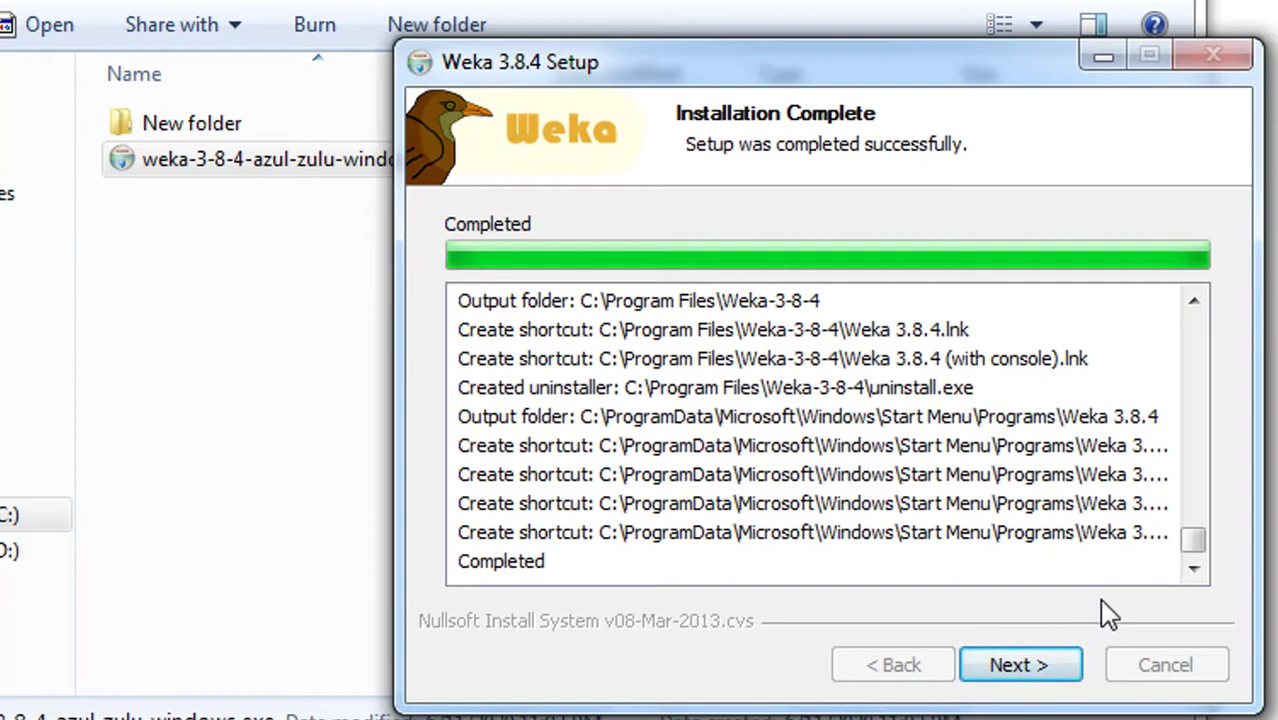 Open
Share with
Burn
New folder
Name
New folder
weka-3-8-4-azul-zulu-windo
es
C:)
D:)
Weka 3.8.4 Setup
Weka
Installation Complete
Setup was completed successfully.
Completed
Output folder: C:\Program Files\Weka-3-8-4
Create shortcut: C:\Program Files\Weka-3-8-4\Weka 3.8.4.lnk
Create shortcut: C:\Program Files\Weka-3-8-4\Weka 3.8.4 (with console).lnk
Created uninstaller: C:\Program Files\Weka-3-8-4\uninstall.exe
Output folder: C:\ProgramData\Microsoft\Windows\Start Menu\Programs\Weka 3.8.4
Create shortcut: C:\ProgramData\Microsoft\Windows\Start Menu\Programs\Weka 3....
Create shortcut: C:\ProgramData\Microsoft\Windows\Start Menu\Programs\Weka 3....
Create shortcut: C:\ProgramData\Microsoft\Windows\Start Menu\Programs\Weka 3....
Create shortcut: C:\ProgramData\Microsoft\Windows\Start Menu\Programs\Weka 3....
Completed
Nullsoft Install System v08-Mar-2013.cvs
< Back
Next >
Cancel